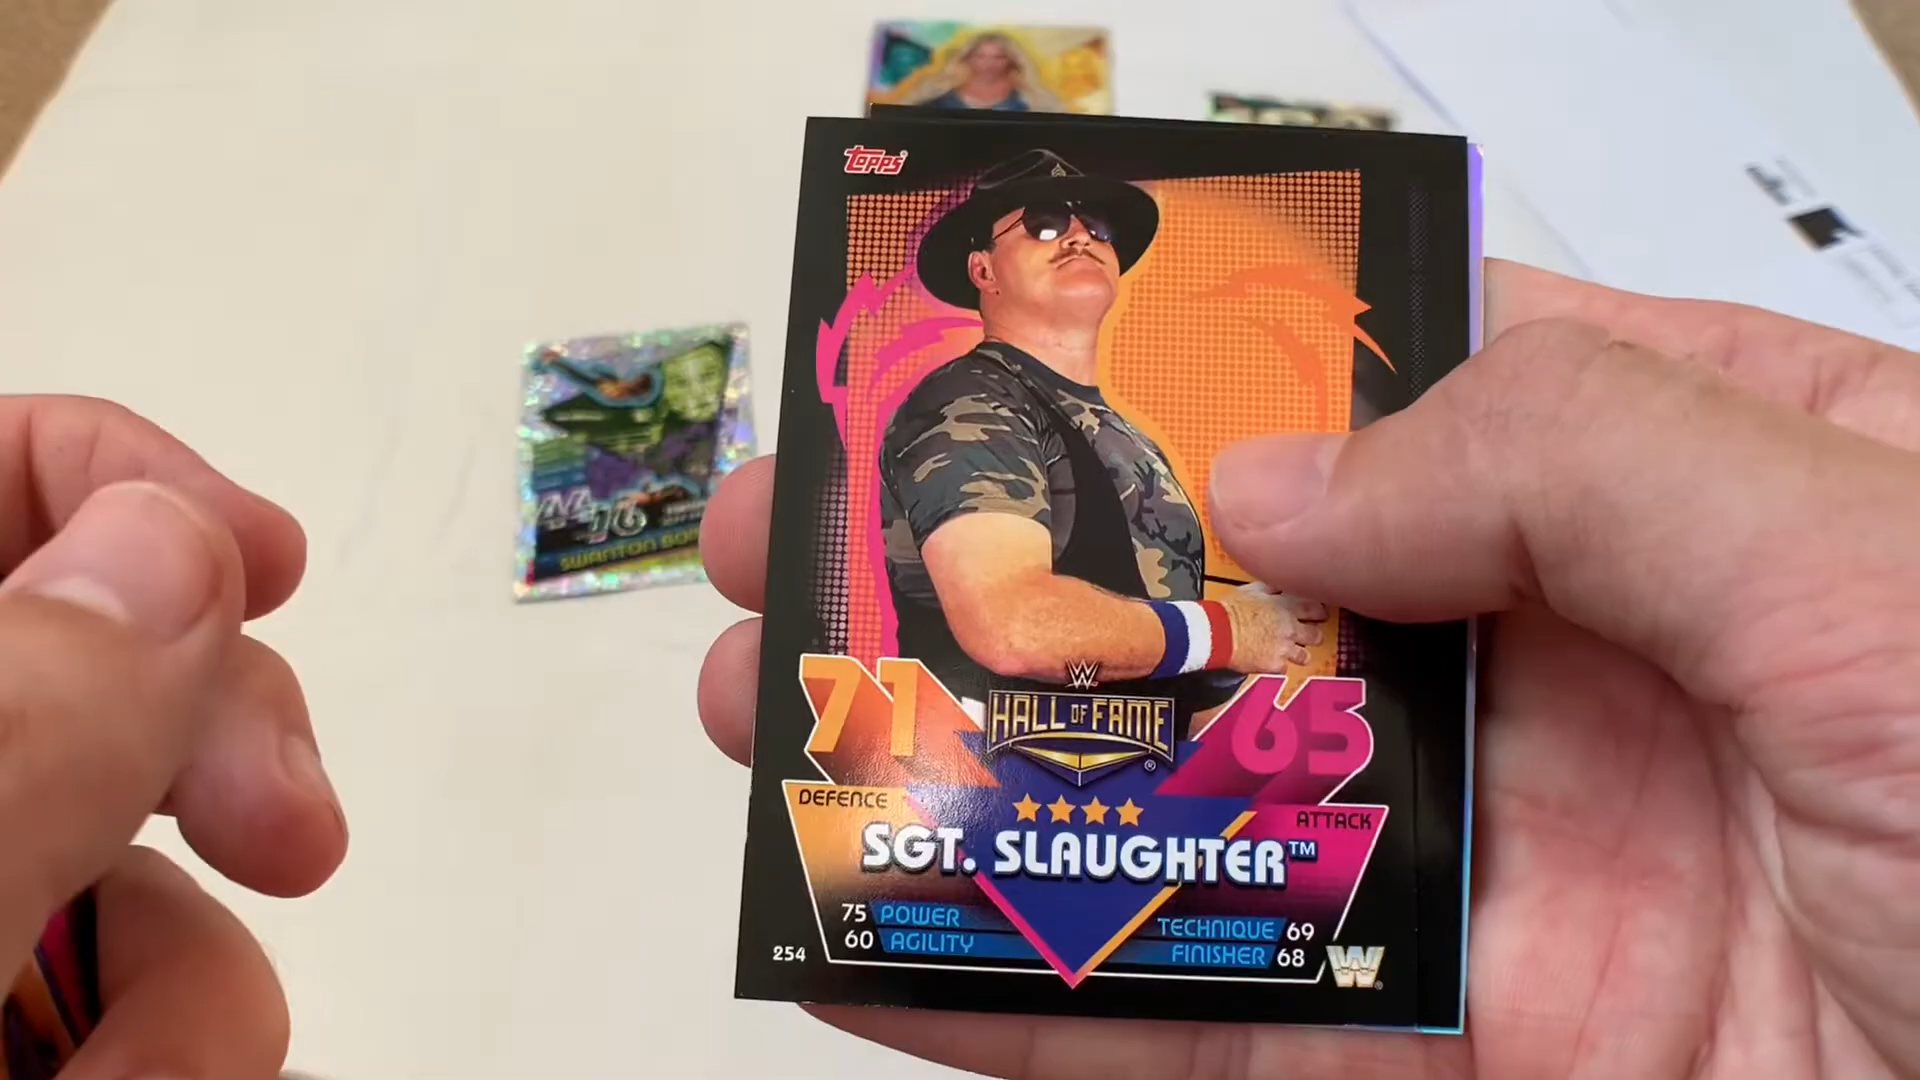 TOPPS
71
65
W
HALL OF FAME
DEFENCE
ATTACK
SGT. SLAUGHTER™
75 POWER
TECHNIQUE 69
60 AGILITY
FINISHER 68
254
W
SWANTON